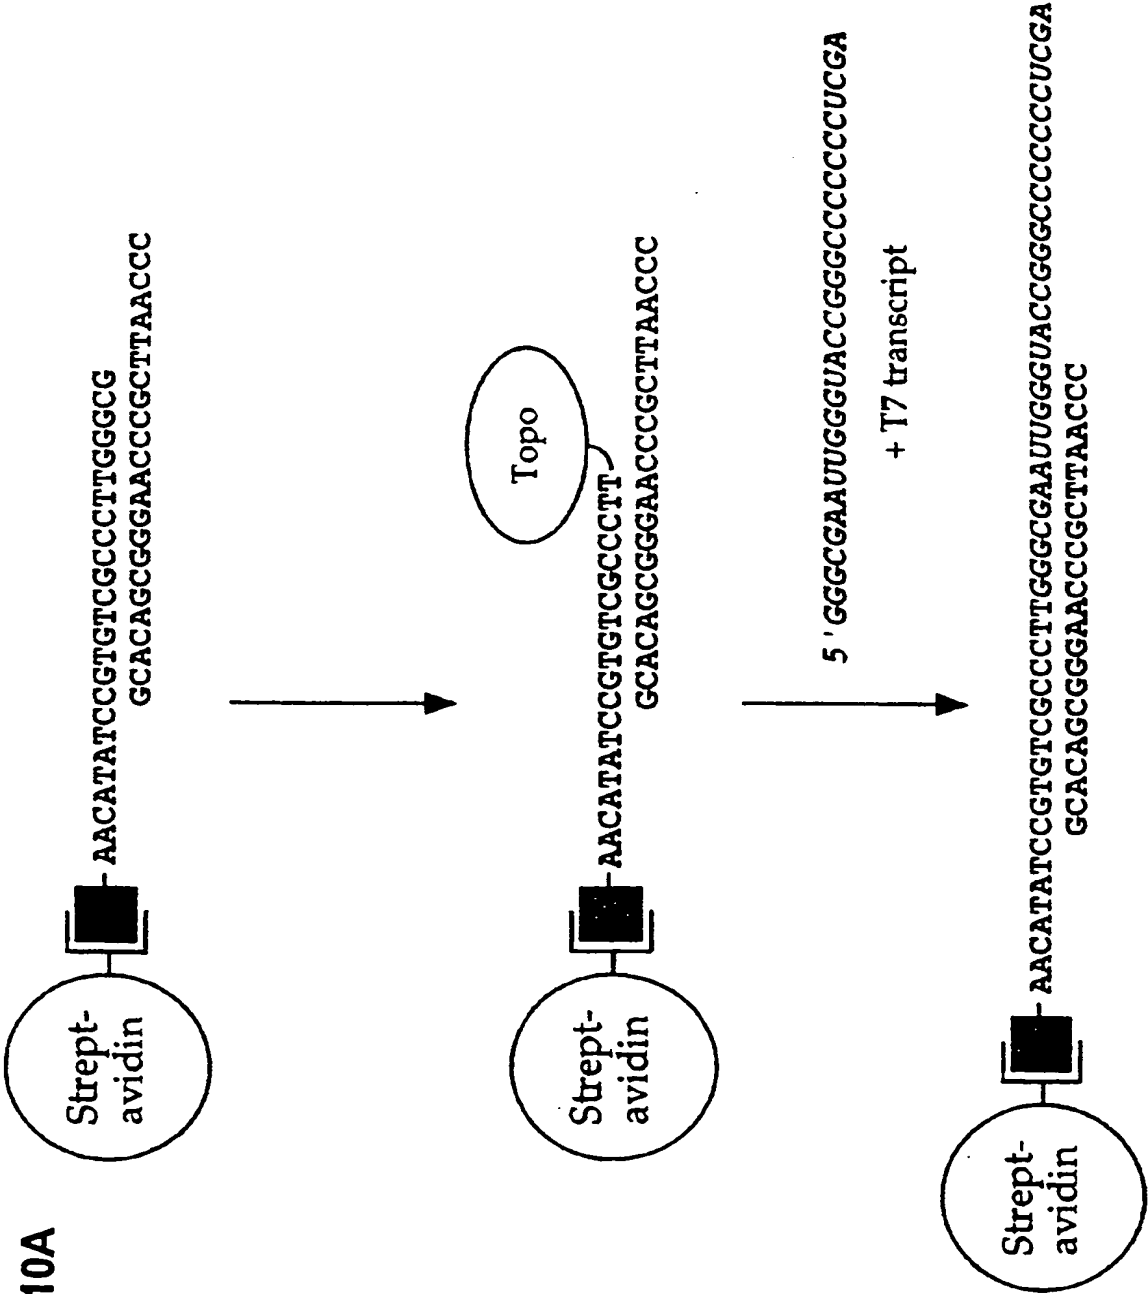 10A
Strept-
avidin
AACATATCCGTGTCGCCCTTGGGCG
GCACAGCGGGAACCCGCTTAACCC
Topo
Strept-
avidin
AACATATCCGTGTCGCCCTT
GCACAGCGGGAACCCGCTTAACCC
5'GGGCGAAUUGGGUACCGGGCCCCCCCUCGA
+ T7 transcript
Strept-
avidin
AACATATCCGTGTCGCCCTTGGGCGAAUUGGGUACCGGGCCCCCCCUCGA
GCACAGCGGGAACCCGCTTAACCC